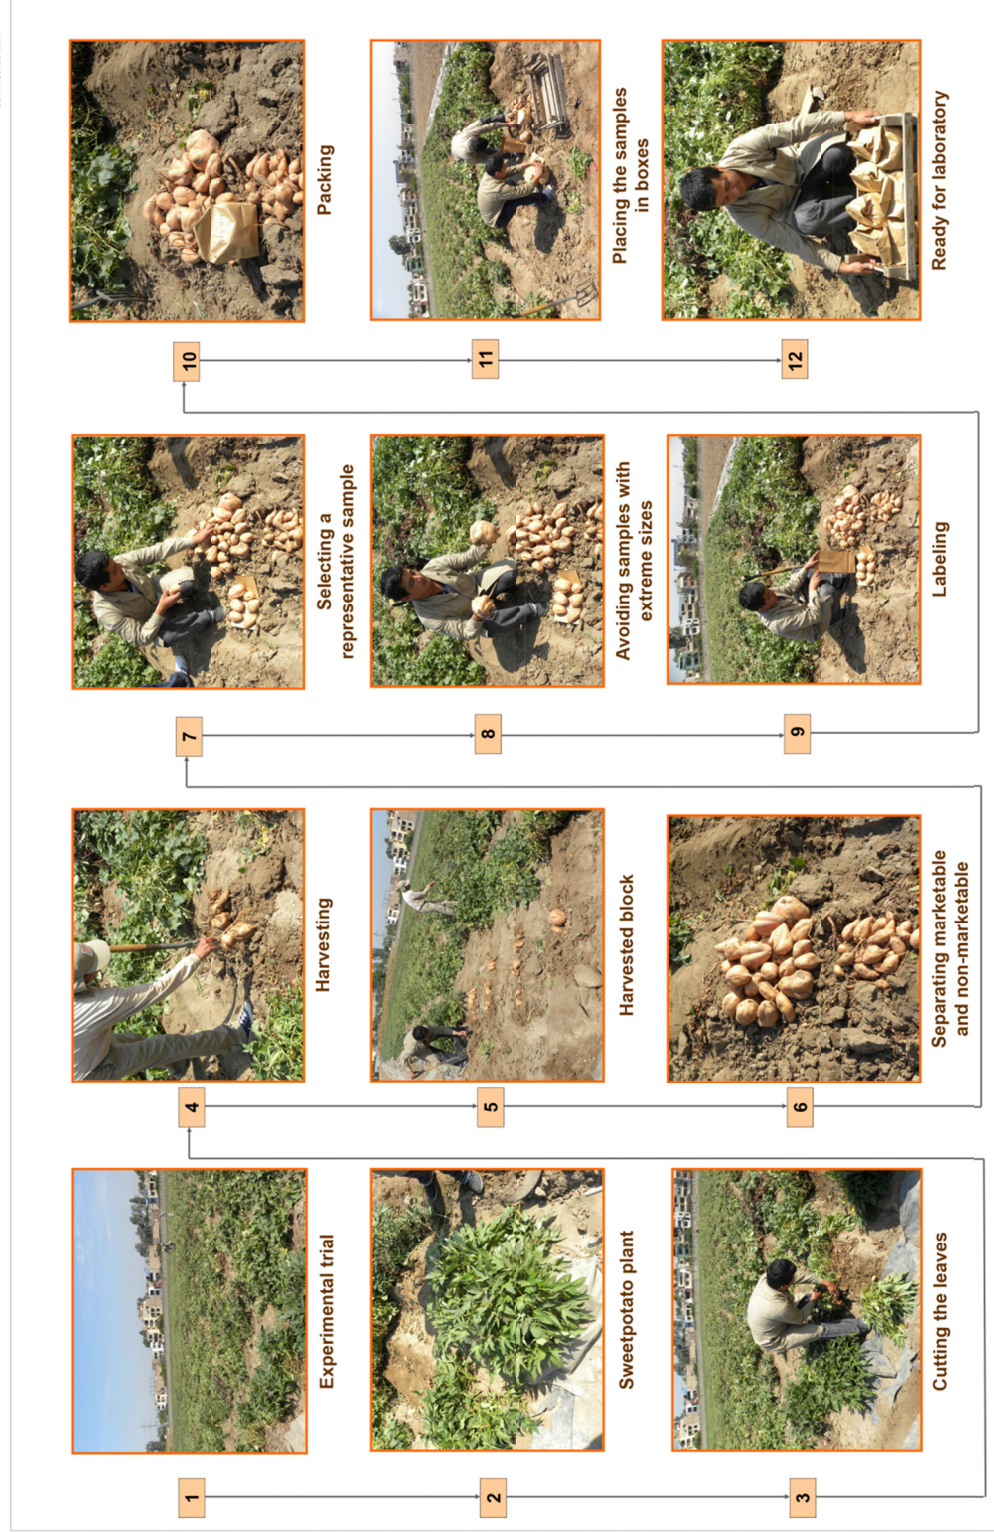 1
Experimental trial
2
Sweetpotato plant
3
Cutting the leaves
4
Harvesting
5
Harvested block
6
Separating marketable
and non-marketable
7
Selecting a
representative sample
8
Avoiding samples with
extreme sizes
9
Labeling
10
Packing
11
Placing the samples
in boxes
12
Ready for laboratory